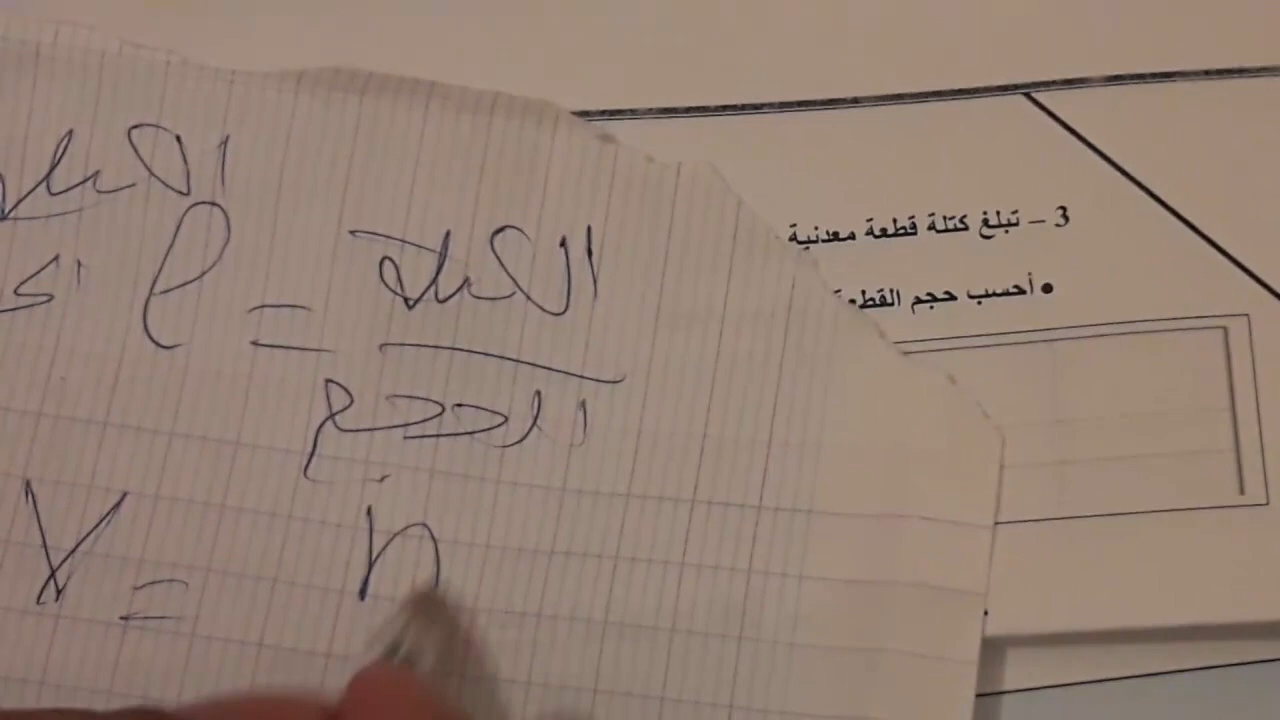 3 – تبلغ كتلة قطعة معدنية
• أحسب حجم القطعة
الكتلة
ρ = الكتلة
الحجم
V = n